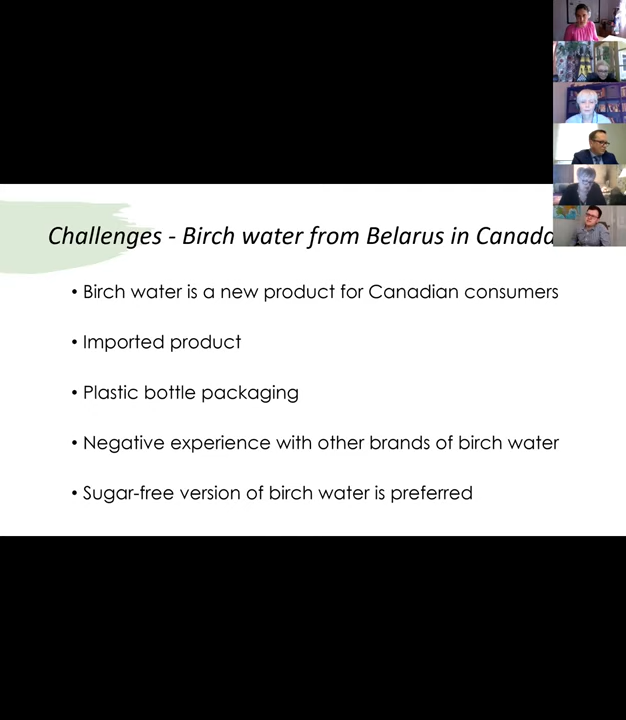 Challenges - Birch water from Belarus in Canada
• Birch water is a new product for Canadian consumers
• Imported product
• Plastic bottle packaging
• Negative experience with other brands of birch water
• Sugar-free version of birch water is preferred